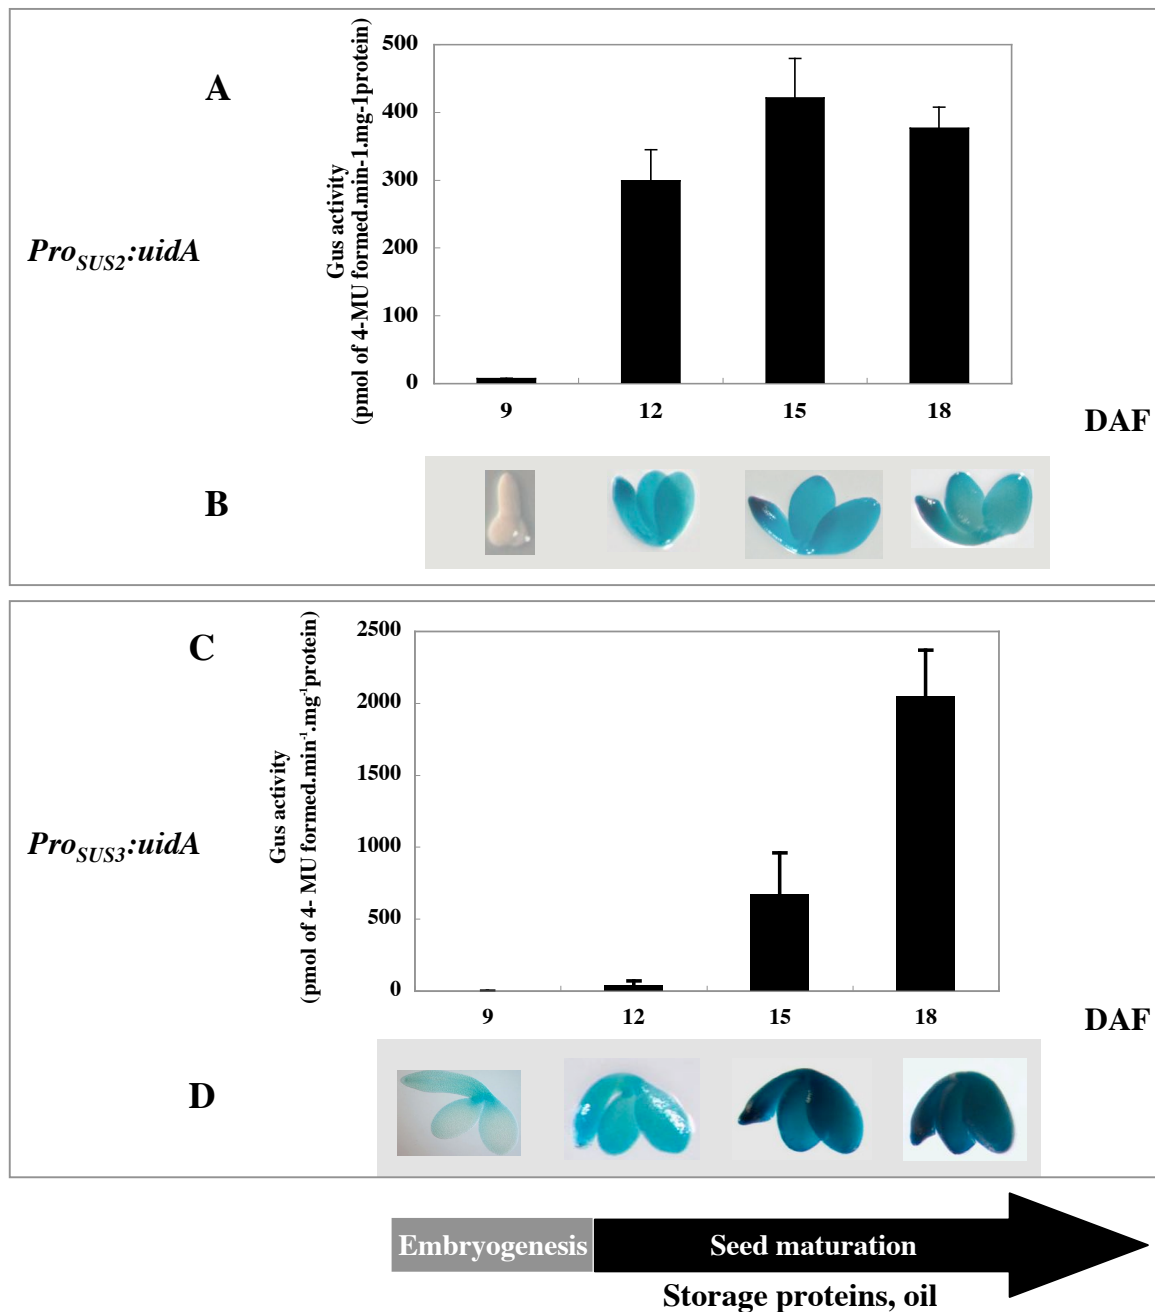 A
Pro_SUS2:uidA
Gus activity
(pmol of 4-MU formed.min-1.mg-1protein)
500
400
300
200
100
0
9 12 15 18
DAF
B
C
Pro_SUS3:uidA
Gus activity
(pmol of 4- MU formed.min⁻¹.mg⁻¹protein)
2500
2000
1500
1000
500
0
9 12 15 18
DAF
D
Embryogenesis Seed maturation
Storage proteins, oil